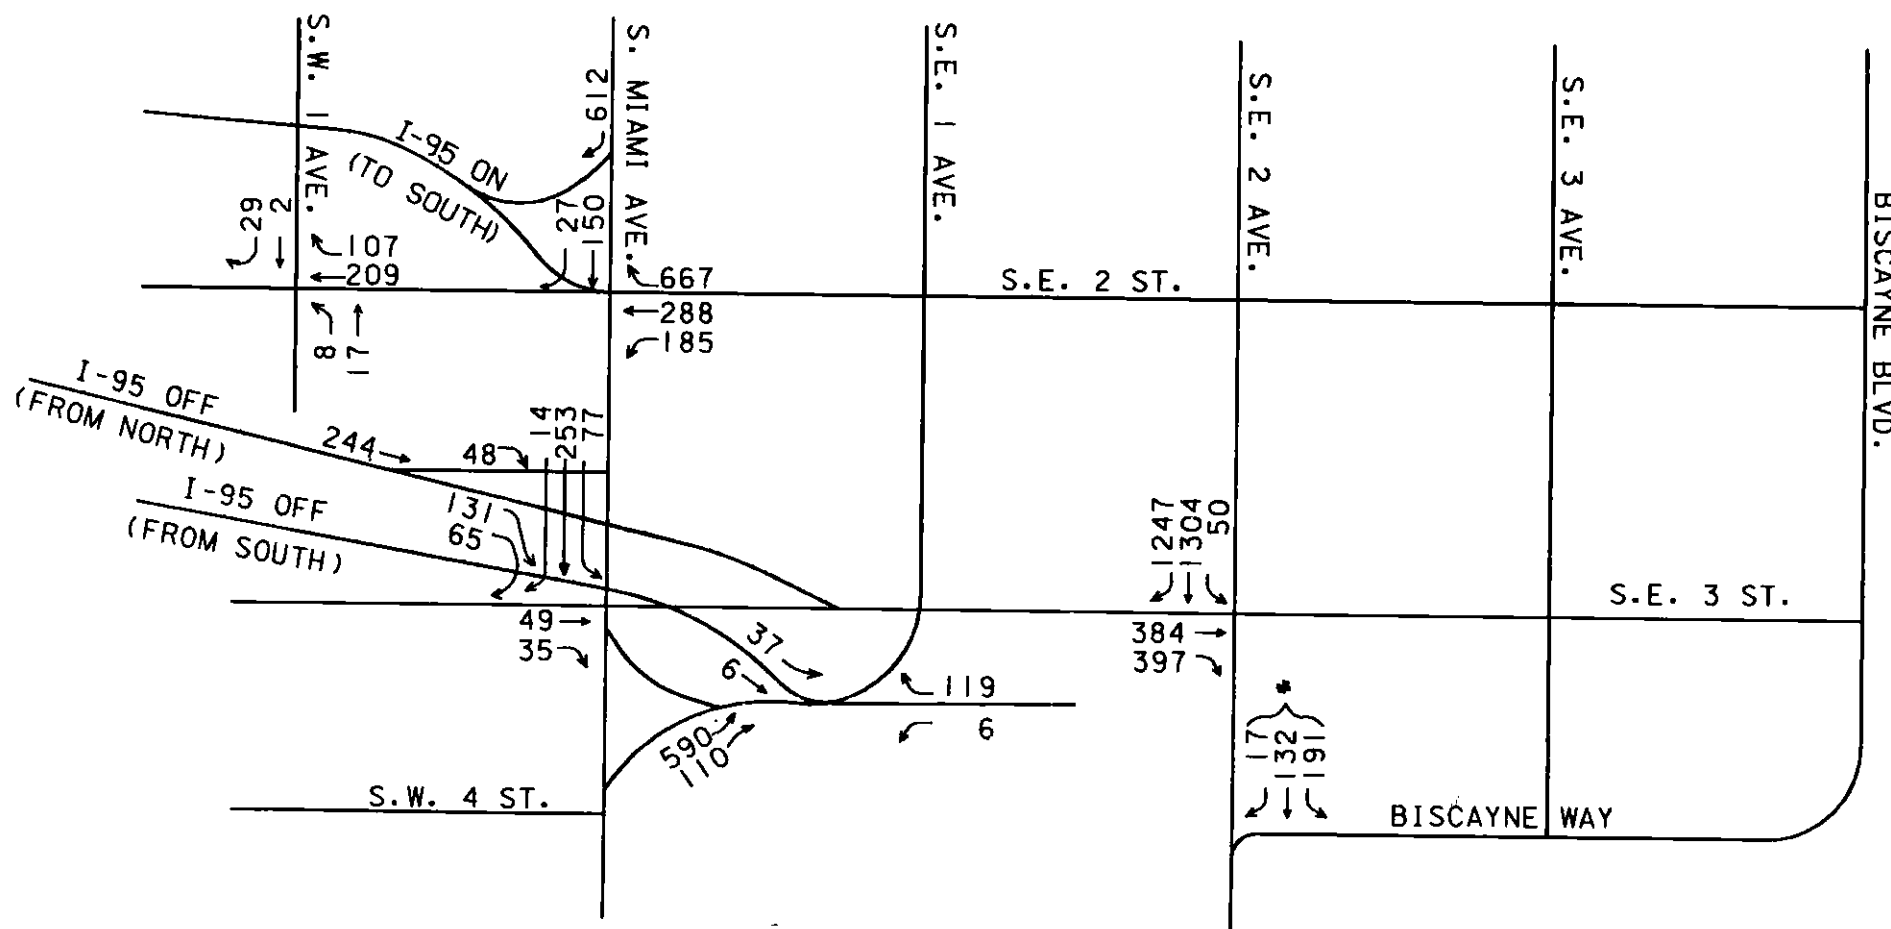 S.W. 1 AVE.
S. MIAMI AVE.
S.E. 1 AVE.
S.E. 2 AVE.
S.E. 3 AVE.
BISCAYNE BLVD.
612
I-95 ON
(TO SOUTH)
29
2
107
209
27
150
667
288
185
S.E. 2 ST.
8
17
I-95 OFF
(FROM NORTH)
244
48
14
253
77
I-95 OFF
(FROM SOUTH)
131
65
49
35
37
6
119
6
590
110
1247
1304
50
384
397
S.E. 3 ST.
*
17
132
191
S.W. 4 ST.
BISCAYNE WAY